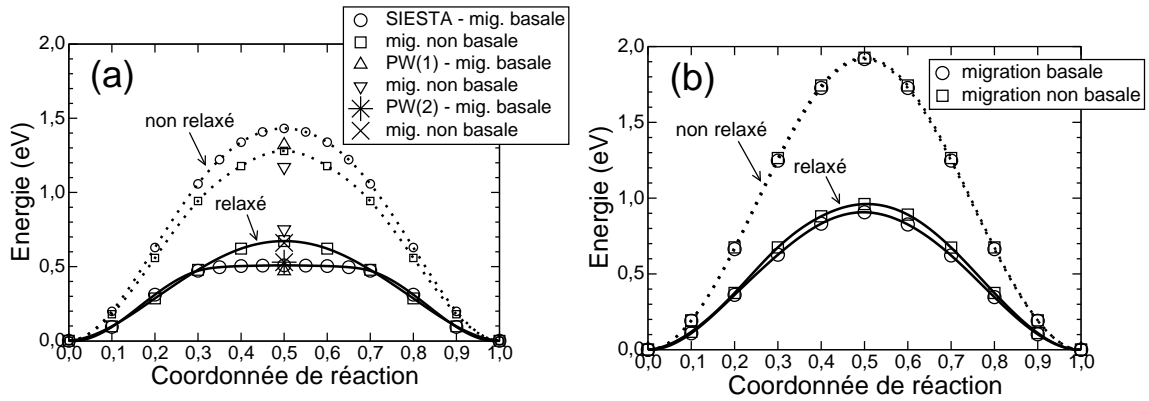 (a)
SIESTA - mig. basale
mig. non basale
PW(1) - mig. basale
mig. non basale
PW(2) - mig. basale
mig. non basale
non relaxé
relaxé
Energie (eV)
2,0
1,5
1,0
0,5
0,0
0,0 0,1 0,2 0,3 0,4 0,5 0,6 0,7 0,8 0,9 1,0
Coordonnée de réaction
(b)
migration basale
migration non basale
non relaxé
relaxé
Energie (eV)
2,0
1,5
1,0
0,5
0,0
0,0 0,1 0,2 0,3 0,4 0,5 0,6 0,7 0,8 0,9 1,0
Coordonnée de réaction